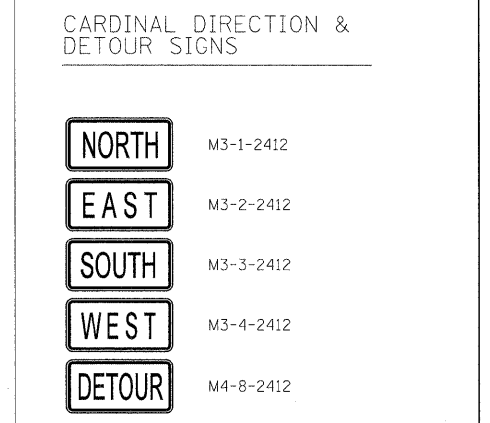 CARDINAL DIRECTION &
DETOUR SIGNS
NORTH M3-1-2412
EAST M3-2-2412
SOUTH M3-3-2412
WEST M3-4-2412
DETOUR M4-8-2412